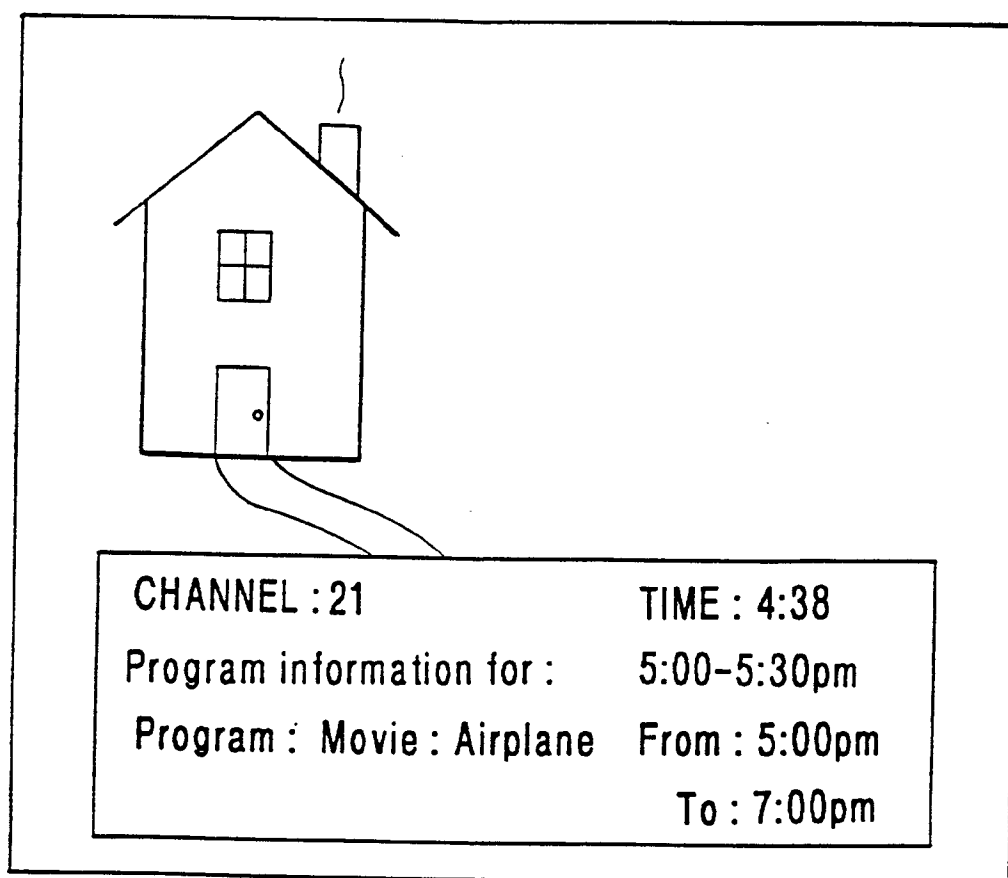 CHANNEL : 21 TIME : 4:38
Program information for : 5:00-5:30pm
Program : Movie : Airplane From : 5:00pm
To : 7:00pm